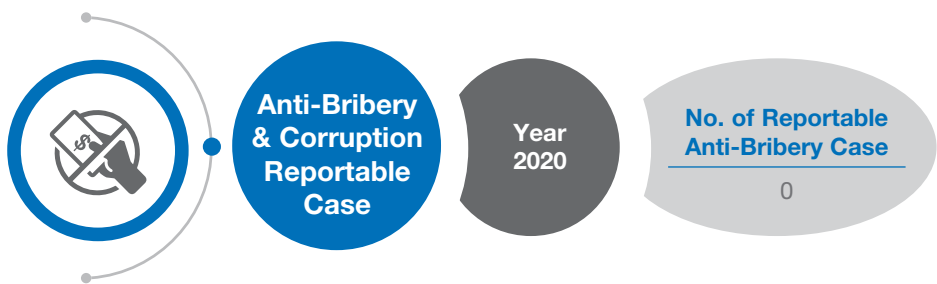 $
Anti-Bribery
& Corruption
Reportable
Case
Year
2020
No. of Reportable
Anti-Bribery Case
0